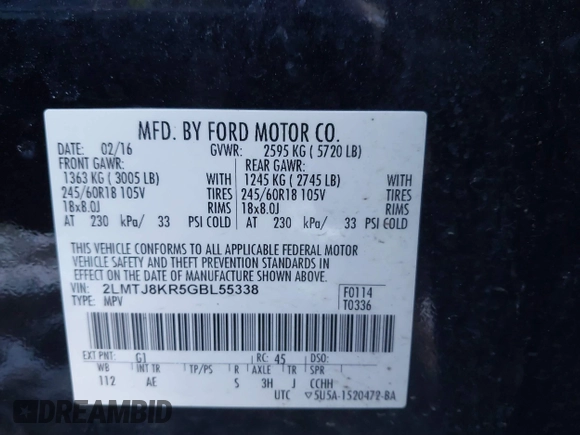 MFD. BY FORD MOTOR CO.
DATE: 02/16 GVWR: 2595 KG ( 5720 LB)
FRONT GAWR: REAR GAWR:
1363 KG ( 3005 LB) WITH 1245 KG ( 2745 LB) WITH
245/60R18 105V TIRES 245/60R18 105V TIRES
18x8.0J RIMS 18x8.0J RIMS
AT 230 kPa/ 33 PSI COLD AT 230 kPa/ 33 PSI COLD
THIS VEHICLE CONFORMS TO ALL APPLICABLE FEDERAL MOTOR
VEHICLE SAFETY AND THEFT PREVENTION STANDARDS IN
EFFECT ON THE DATE OF MANUFACTURE SHOWN ABOVE.
VIN: 2LMTJ8KR5GBL55338 F0114
TYPE: MPV T0336
EXT PNT: G1 RC: 45 DSO:
WB INT TR TP/PS R AXLE TR SPR
112 AE S 3H J CCHH
UTC ▽5U5A-1520472-BA
AUTOBIDMASTER